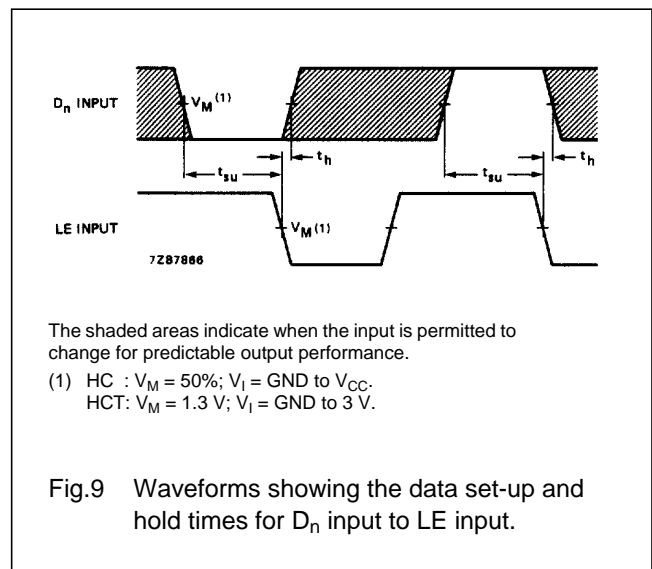 Dn INPUT
VM(1)
th
th
tsu
tsu
LE INPUT
VM(1)
7Z87866
The shaded areas indicate when the input is permitted to
change for predictable output performance.
(1) HC : VM = 50%; VI = GND to VCC.
HCT: VM = 1.3 V; VI = GND to 3 V.
Fig.9 Waveforms showing the data set-up and
hold times for Dn input to LE input.